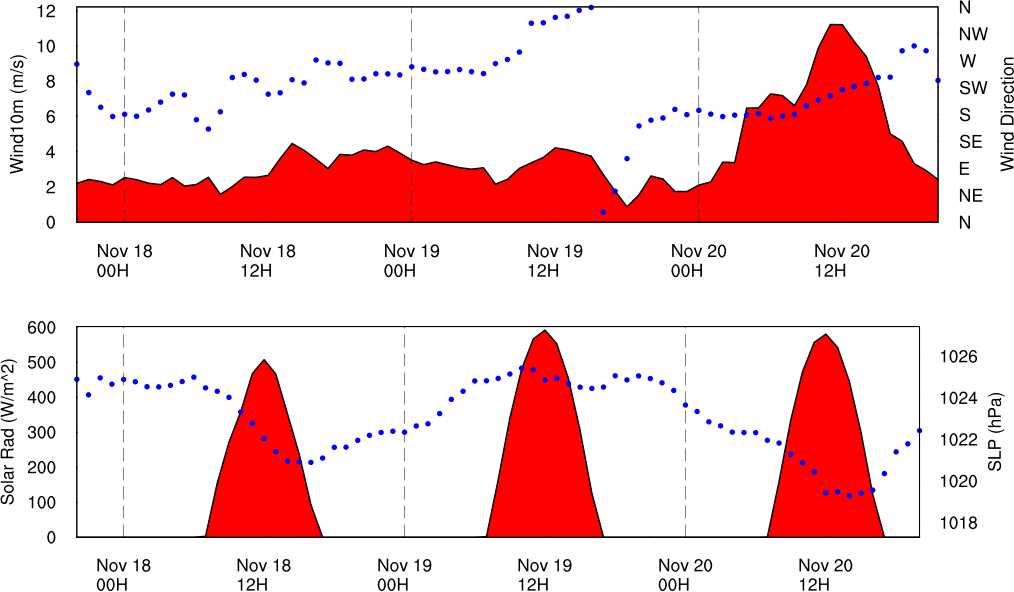 Wind10m (m/s)
12
10
8
6
4
2
0
N
NW
W
SW
S
SE
E
NE
N
Wind Direction
Nov 18 Nov 18 Nov 19 Nov 19 Nov 20 Nov 20
00H 12H 00H 12H 00H 12H
Solar Rad (W/m^2)
600
500
400
300
200
100
0
1026
1024
1022
1020
1018
SLP (hPa)
Nov 18 Nov 18 Nov 19 Nov 19 Nov 20 Nov 20
00H 12H 00H 12H 00H 12H